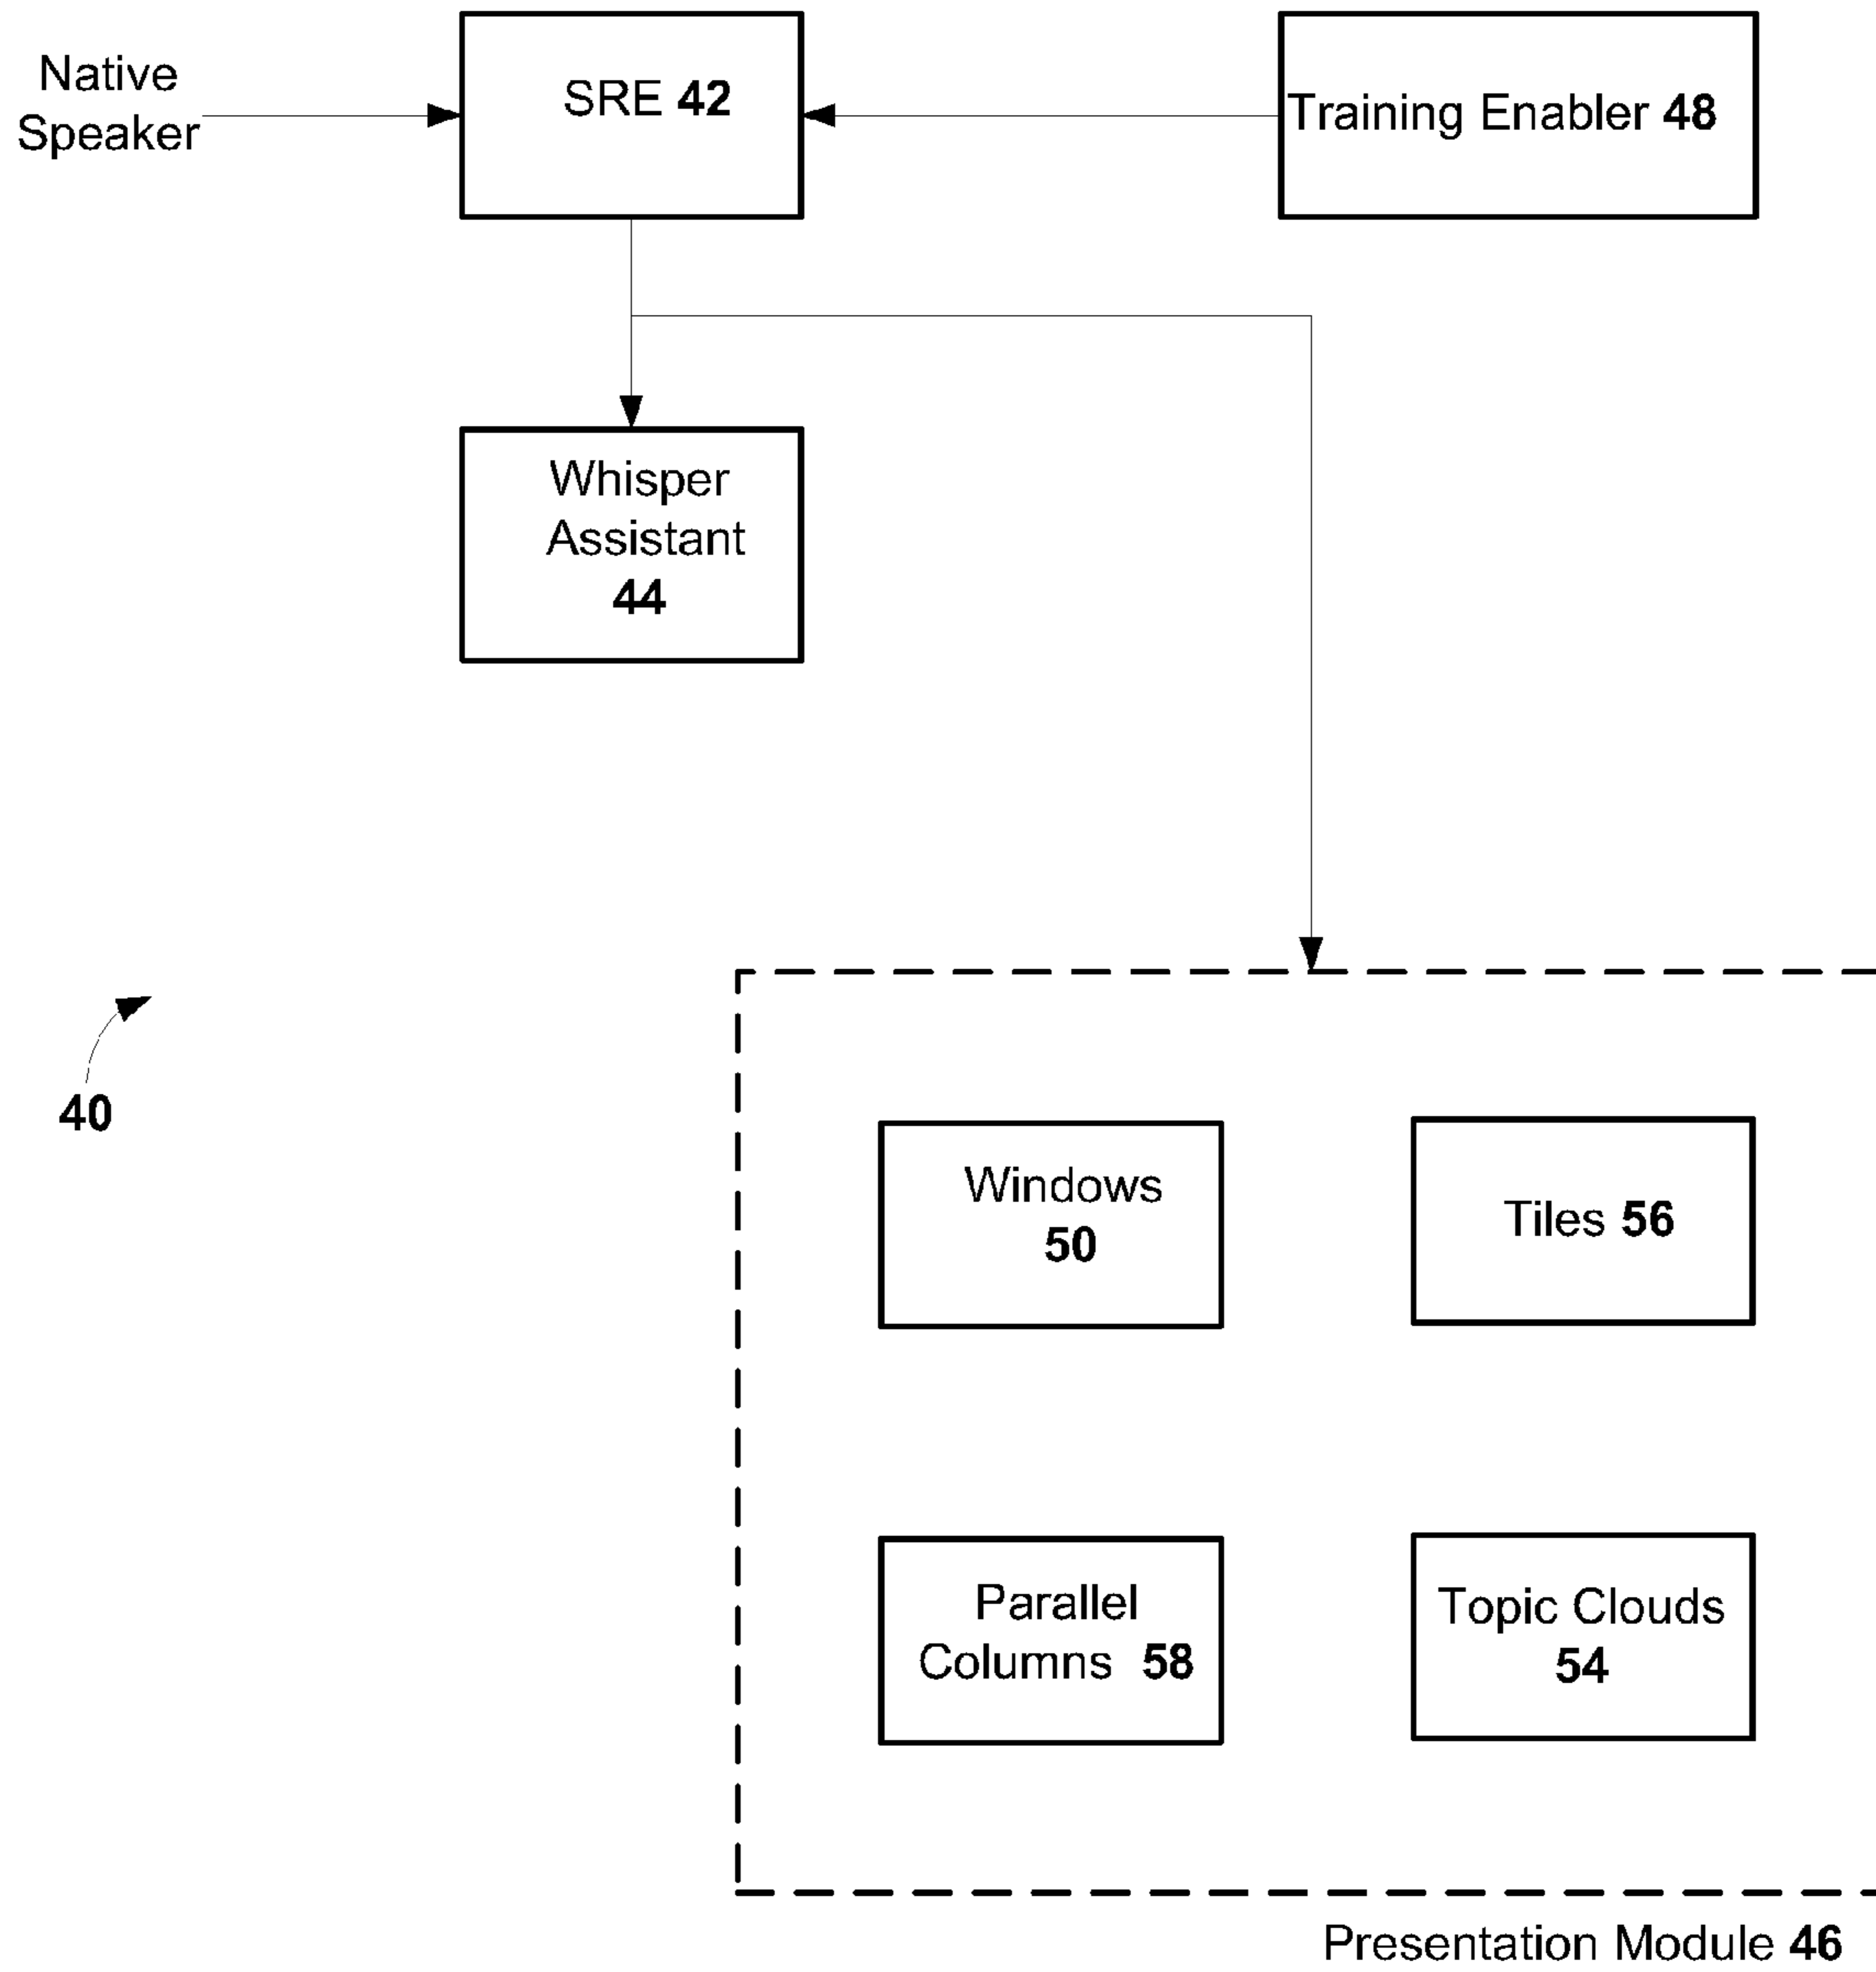 Native
Speaker
SRE 42
Training Enabler 48
Whisper
Assistant
44
40
Windows
50
Tiles 56
Parallel
Columns 58
Topic Clouds
54
Presentation Module 46